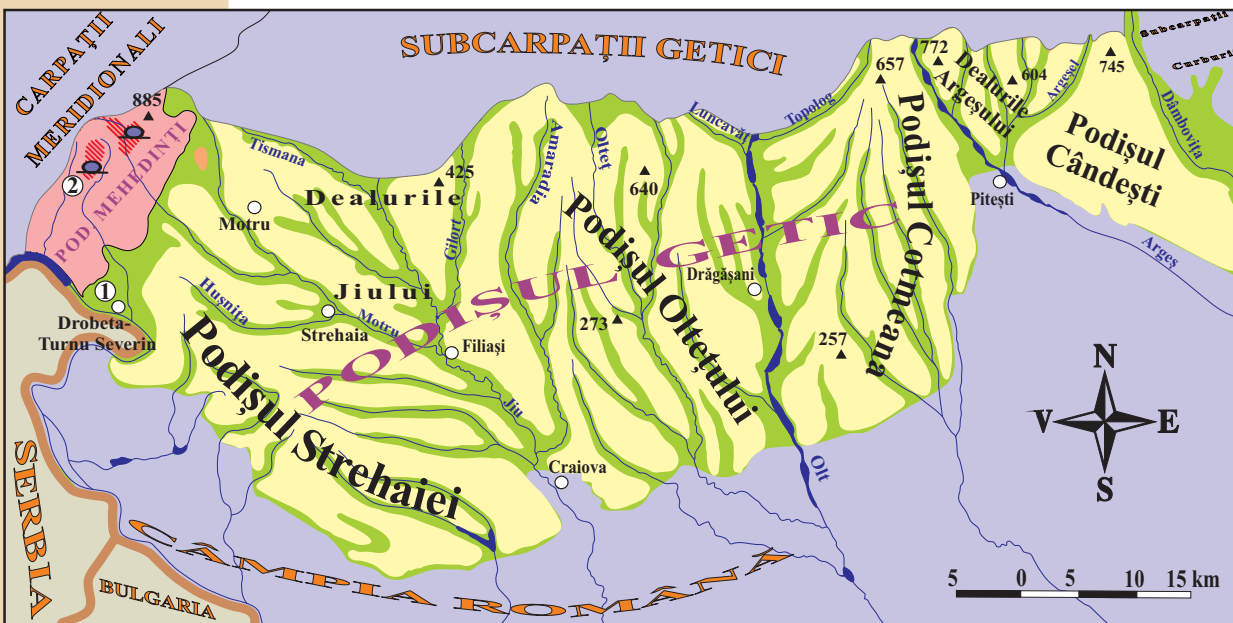 CARPAȚII
MERIDIONALI
SUBCARPAȚII GETICI
Subcarpații
Curburii
885
POD. MEHEDINȚI
2
1
Drobeta-
Turnu Severin
Tismana
Motru
Dealurile
Jiului
425
Gilort
Amaradia
Olteț
640
Luncavăț
Topolog
657
772
Dealurile
Argeșului
604
Argeșel
745
Dâmbovița
Podișul
Cândești
Pitești
Argeș
Podișul Cotmeana
Drăgășani
257
Podișul Oltețului
273
PODIȘUL GETIC
Hușnița
Strehaia
Motru
Filiași
Jiu
Podișul Strehaiei
Craiova
Olt
SERBIA
BULGARIA
CÂMPIA ROMÂNĂ
N
V
E
S
5 0 5 10 15 km